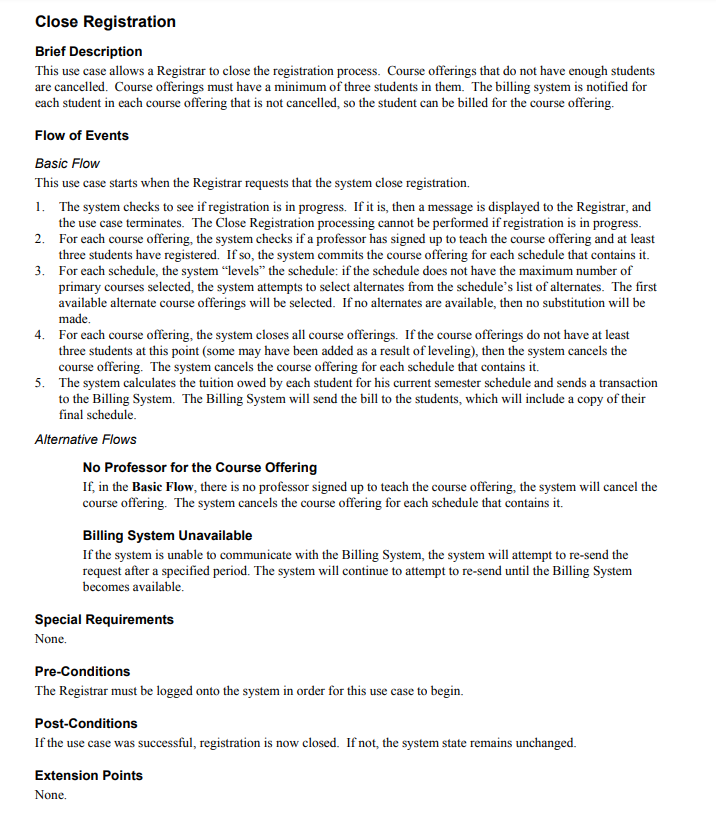 Close Registration
Brief Description
This use case allows a Registrar to close the registration process.  Course offerings that do not have enough students
are cancelled.  Course offerings must have a minimum of three students in them.  The billing system is notified for
each student in each course offering that is not cancelled, so the student can be billed for the course offering.
Flow of Events
Basic Flow
This use case starts when the Registrar requests that the system close registration.
1. The system checks to see if registration is in progress.  If it is, then a message is displayed to the Registrar, and
the use case terminates.  The Close Registration processing cannot be performed if registration is in progress.
2. For each course offering, the system checks if a professor has signed up to teach the course offering and at least
three students have registered.  If so, the system commits the course offering for each schedule that contains it.
3. For each schedule, the system “levels” the schedule: if the schedule does not have the maximum number of
primary courses selected, the system attempts to select alternates from the schedule’s list of alternates.  The first
available alternate course offerings will be selected.  If no alternates are available, then no substitution will be
made.
4. For each course offering, the system closes all course offerings.  If the course offerings do not have at least
three students at this point (some may have been added as a result of leveling), then the system cancels the
course offering.  The system cancels the course offering for each schedule that contains it.
5. The system calculates the tuition owed by each student for his current semester schedule and sends a transaction
to the Billing System.  The Billing System will send the bill to the students, which will include a copy of their
final schedule.
Alternative Flows
No Professor for the Course Offering
If, in the Basic Flow, there is no professor signed up to teach the course offering, the system will cancel the
course offering.  The system cancels the course offering for each schedule that contains it.
Billing System Unavailable
If the system is unable to communicate with the Billing System, the system will attempt to re-send the
request after a specified period. The system will continue to attempt to re-send until the Billing System
becomes available.
Special Requirements
None.
Pre-Conditions
The Registrar must be logged onto the system in order for this use case to begin.
Post-Conditions
If the use case was successful, registration is now closed.  If not, the system state remains unchanged.
Extension Points
None.